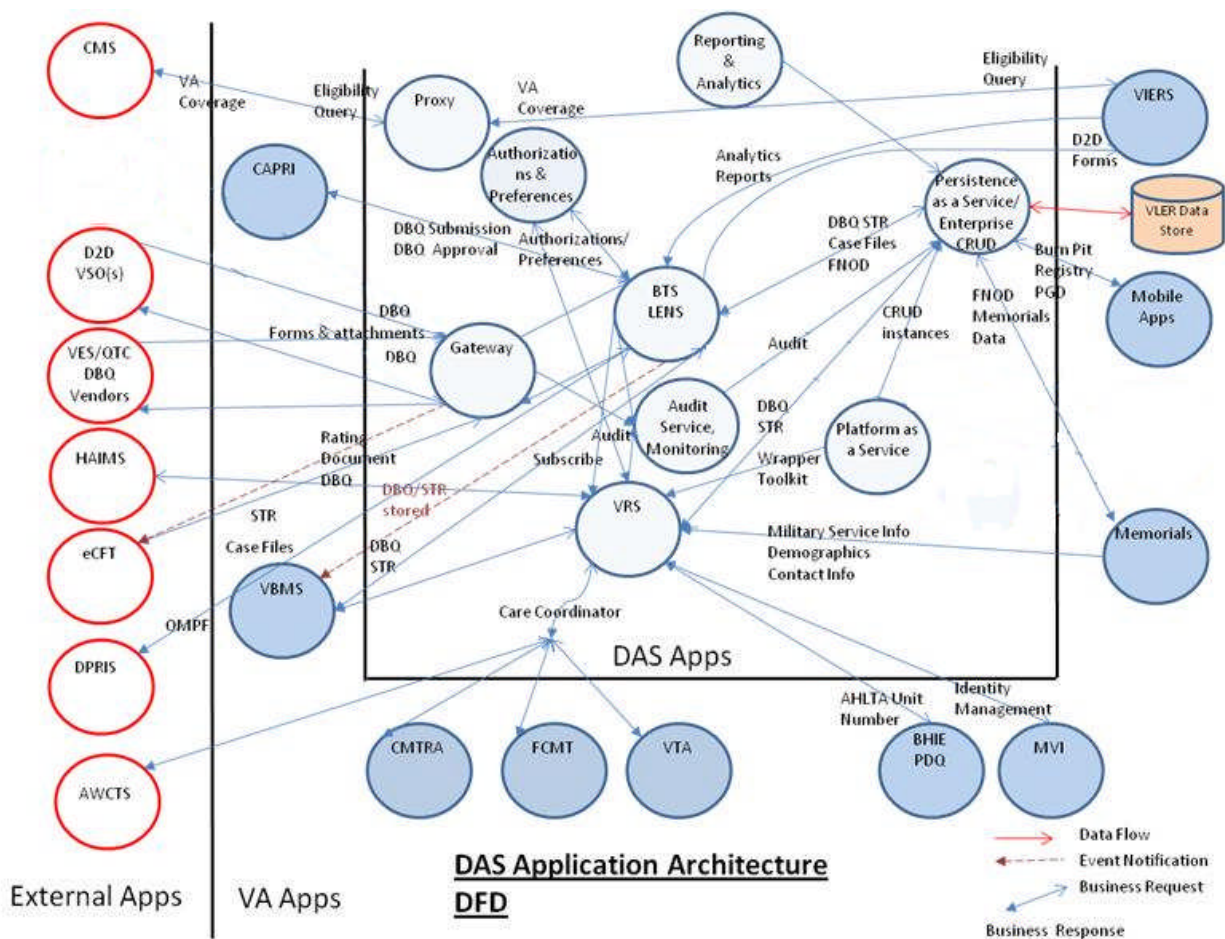 CMS
VA
Coverage
Eligibility
Query
Proxy
VA
Coverage
Reporting
&
Analytics
Eligibility
Query
VIERS
D2D
Forms
CAPRI
Authorizatio
ns &
Preferences
Analytics
Reports
Persistence
as a Service/
Enterprise
CRUD
VLER Data
Store
DBQ Submission
DBQ Approval
Authorizations/
Preferences
DBQ STR
Case Files
FNOD
Burn Pit
Registry
PGD
D2D
VSO(s)
BTS
LENS
CRUD
instances
FNOD
Memorials
Data
Mobile
Apps
DBQ
Forms & attachments
DBQ
Gateway
Audit
VES/QTC
DBQ
Vendors
Audit
Service,
Monitoring
DBQ
STR
Platform as
a Service
HAIMS
Rating
Document
DBQ
Audit
Subscribe
Wrapper
Toolkit
DBQ/STR
stored
VRS
STR
Case Files
eCFT
DBQ
STR
Military Service Info
Demographics
Contact Info
Memorials
VBMS
OMPF
Care Coordinator
DPRIS
DAS Apps
AHLTA Unit
Number
Identity
Management
AWCTS
CMTRA
FCMT
VTA
BHIE
PDQ
MVI
Data Flow
Event Notification
Business Request
Business Response
External Apps
VA Apps
DAS Application Architecture
DFD